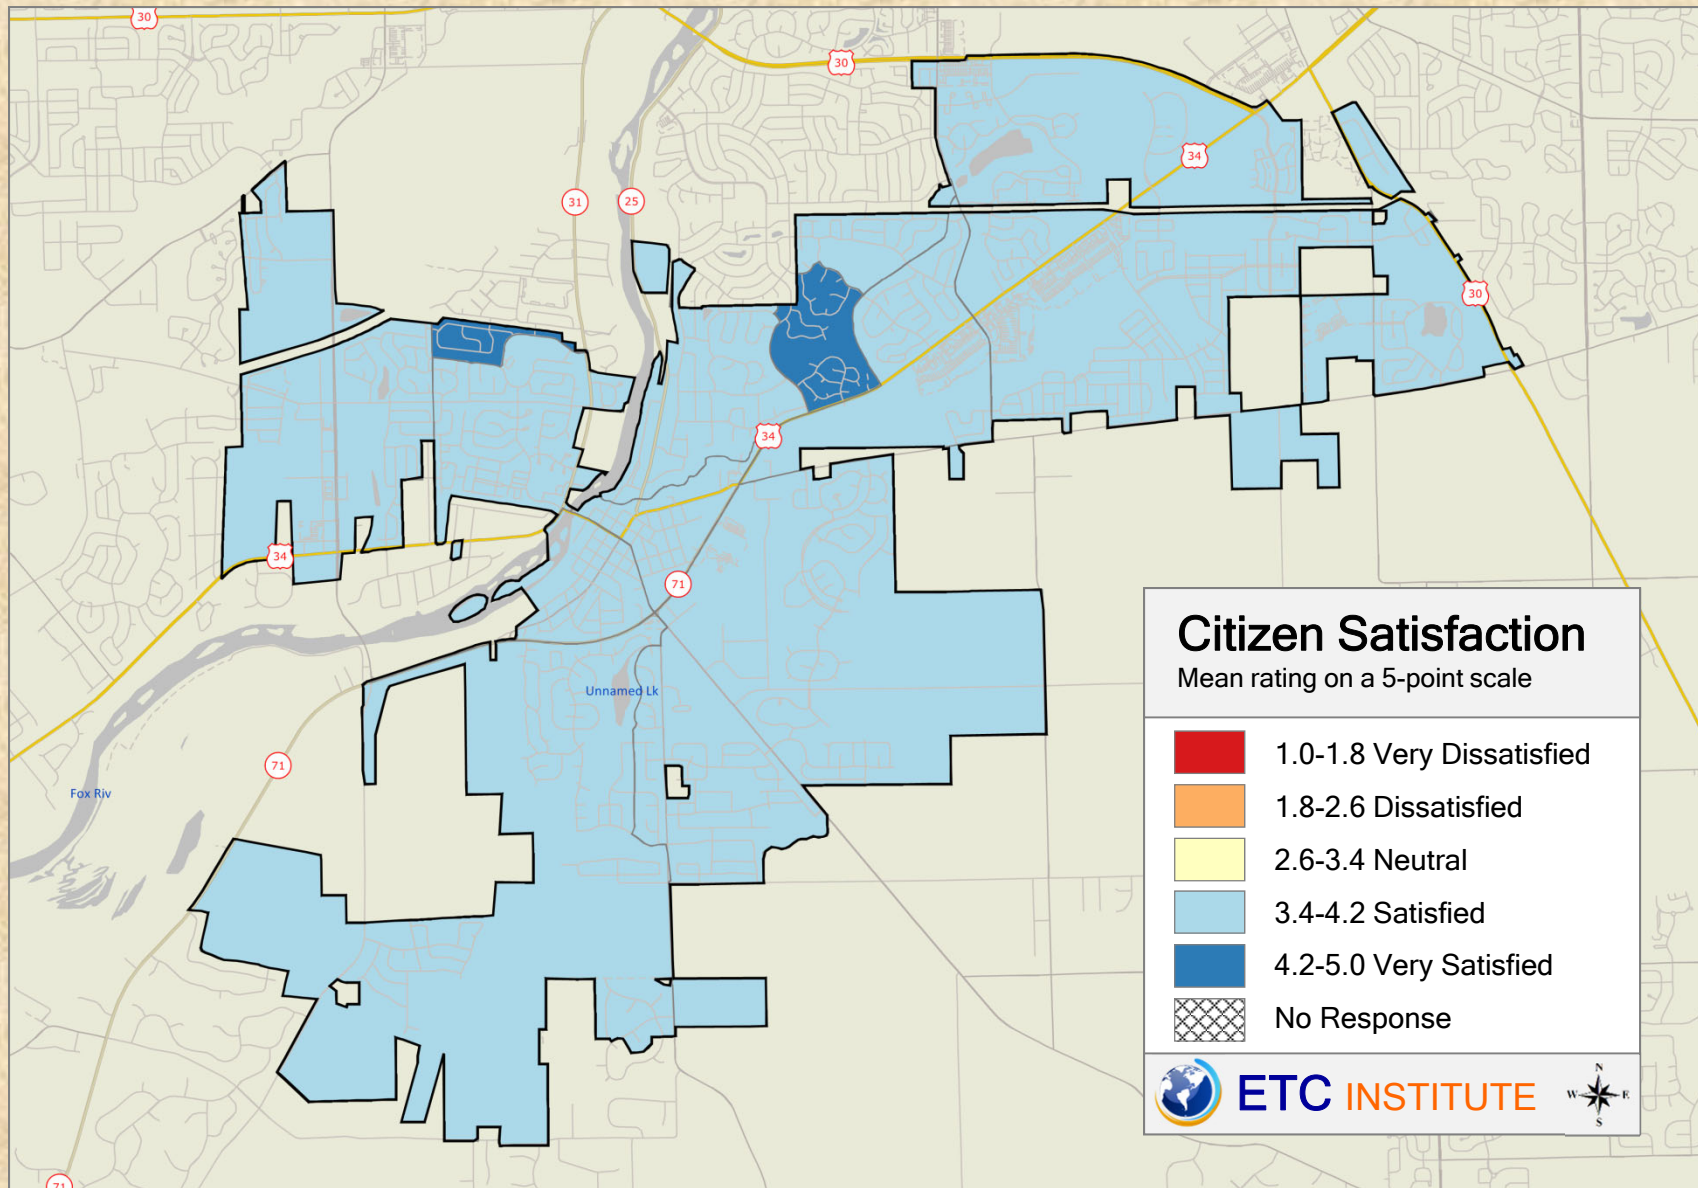 30
30
34
31
25
30
34
34
71
Unnamed Lk
71
Fox Riv
71
Citizen Satisfaction
Mean rating on a 5-point scale
1.0-1.8 Very Dissatisfied
1.8-2.6 Dissatisfied
2.6-3.4 Neutral
3.4-4.2 Satisfied
4.2-5.0 Very Satisfied
No Response
ETC INSTITUTE
N
W E
S